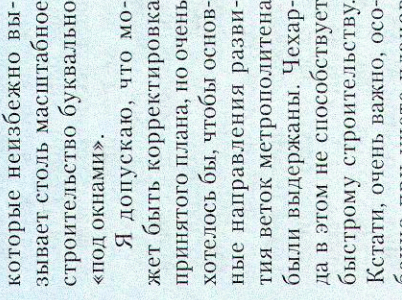 которые неизбежно вы-
зывает столь масштабное
строительство буквально
«под окнами».
Я допускаю, что мо-
жет быть корректировка
принятого плана, но очень
хотелось бы, чтобы основ-
ные направления разви-
тия веток метрополитена
были выдержаны. Чехар-
да в этом не способствует
быстрому строительству.
Кстати, очень важно, осо-